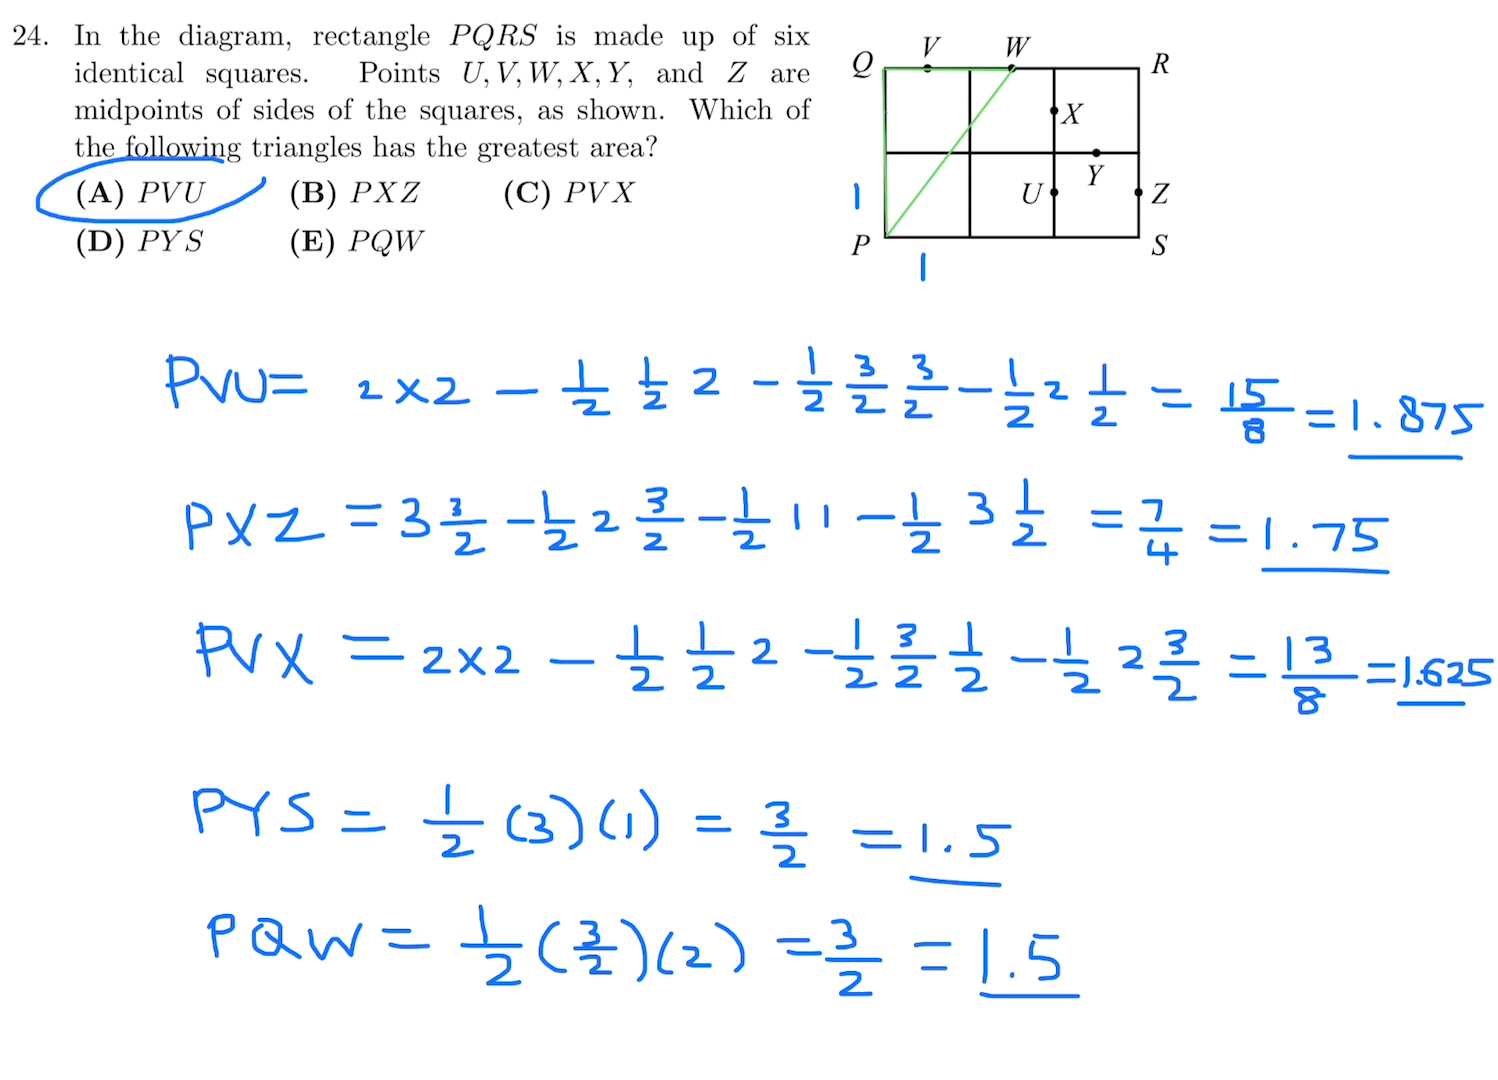 24. In the diagram, rectangle PQRS is made up of six
identical squares. Points U, V, W, X, Y, and Z are
midpoints of sides of the squares, as shown. Which of
the following triangles has the greatest area?
(A) PVU (B) PXZ (C) PVX
(D) PYS (E) PQW
Q V W R
X
Y
1 U Z
P S
1
PVU = 2×2 − 1/2 1/2 2 − 1/2 3/2 3/2 − 1/2 2 1/2 = 15/8 = 1.875
PXZ = 3 3/2 − 1/2 2 3/2 − 1/2 1 1 − 1/2 3 1/2 = 7/4 = 1.75
PVX = 2×2 − 1/2 1/2 2 − 1/2 3/2 1/2 − 1/2 2 3/2 = 13/8 = 1.625
PYS = 1/2 (3)(1) = 3/2 = 1.5
PQW = 1/2 (3/2)(2) = 3/2 = 1.5